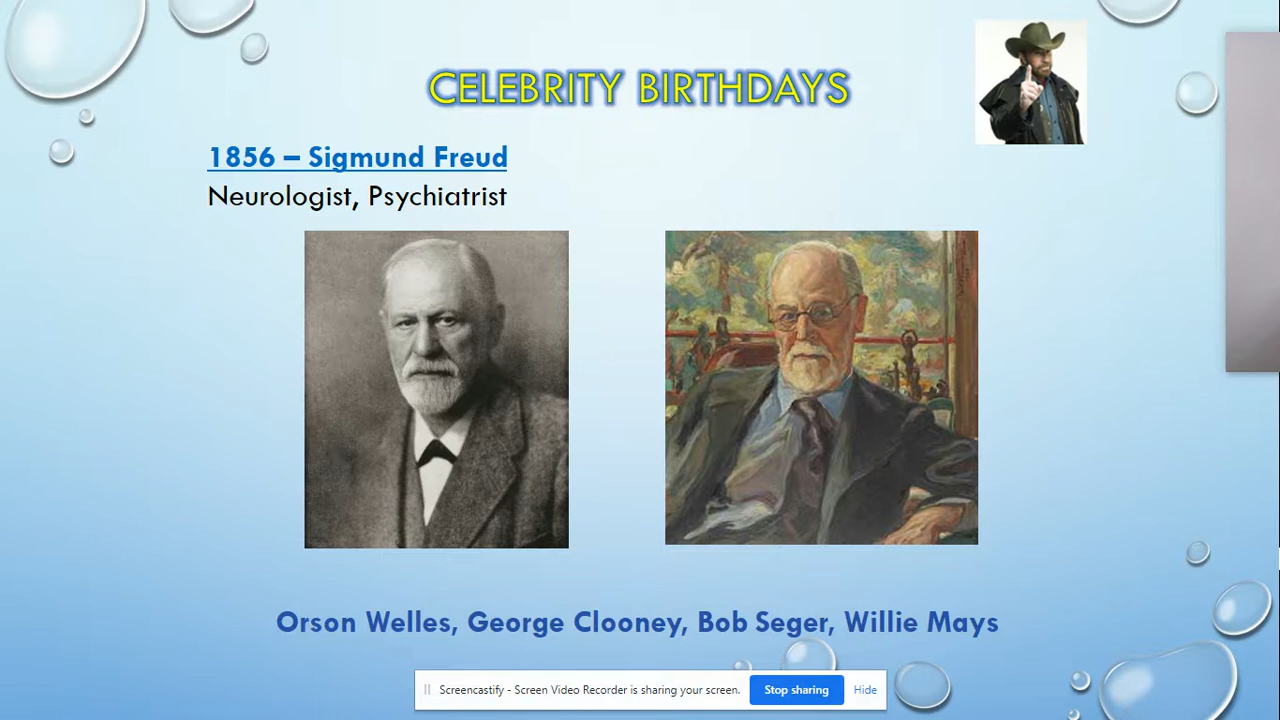 CELEBRITY BIRTHDAYS
1856 – Sigmund Freud
Neurologist, Psychiatrist
Orson Welles, George Clooney, Bob Seger, Willie Mays
Screencastify - Screen Video Recorder is sharing your screen. Stop sharing Hide